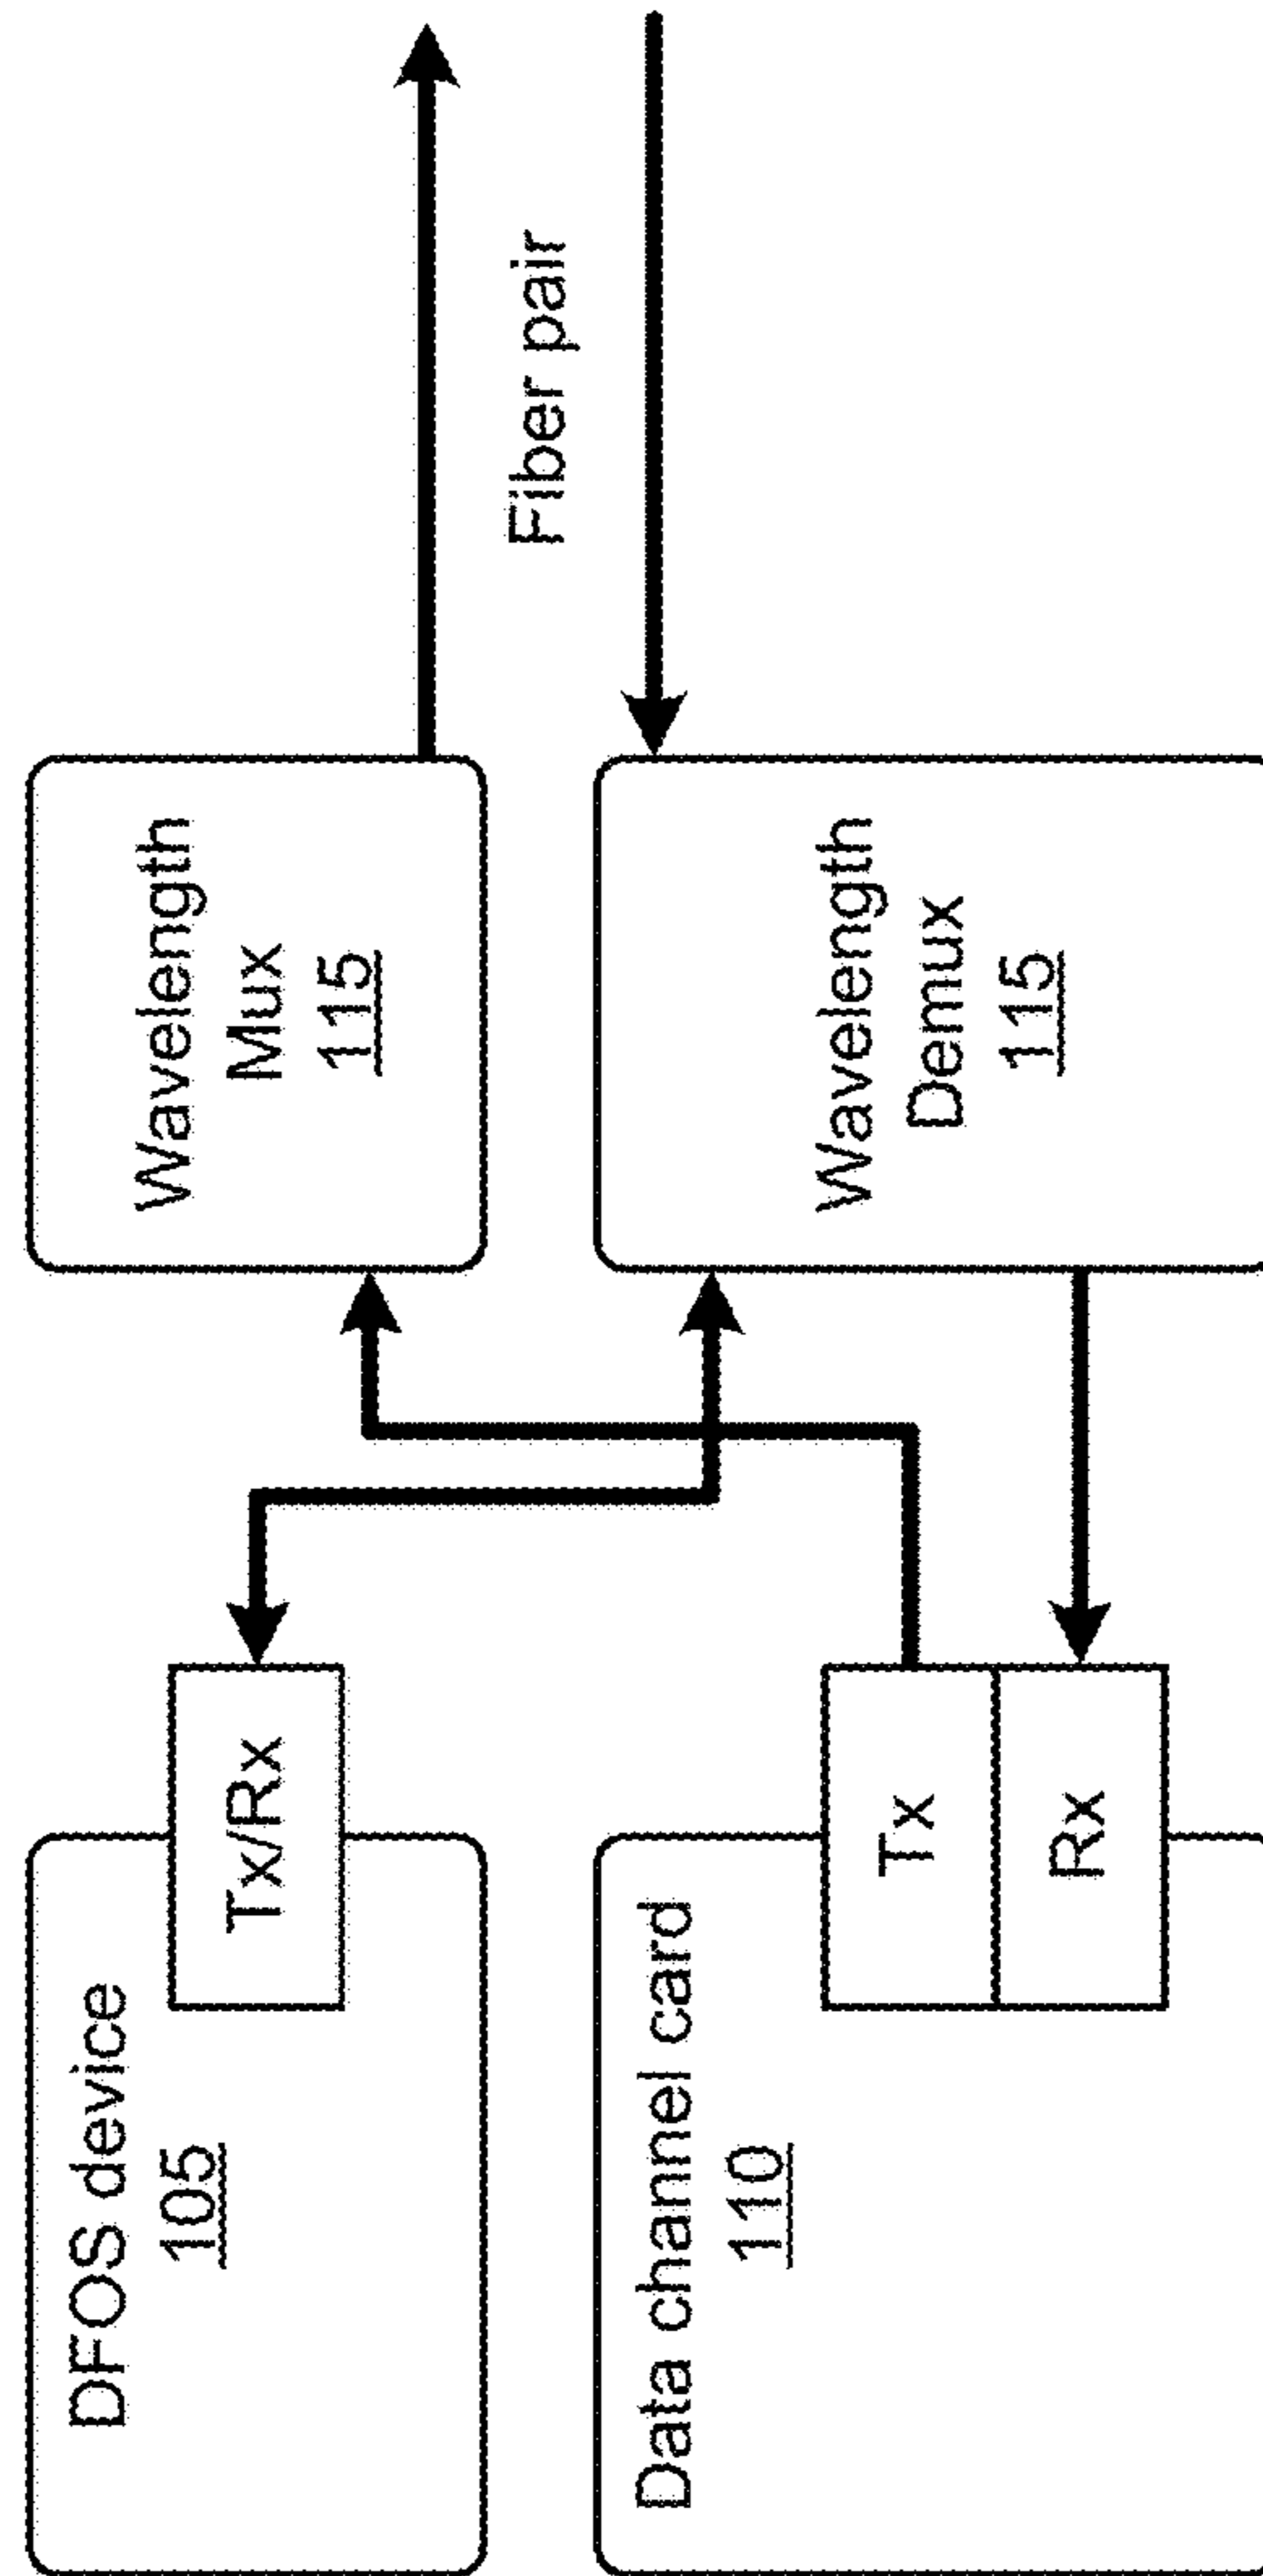 DFOS device
105
Tx/Rx
Wavelength
Mux
115
Fiber pair
Data channel card
110
Tx
Rx
Wavelength
Demux
115